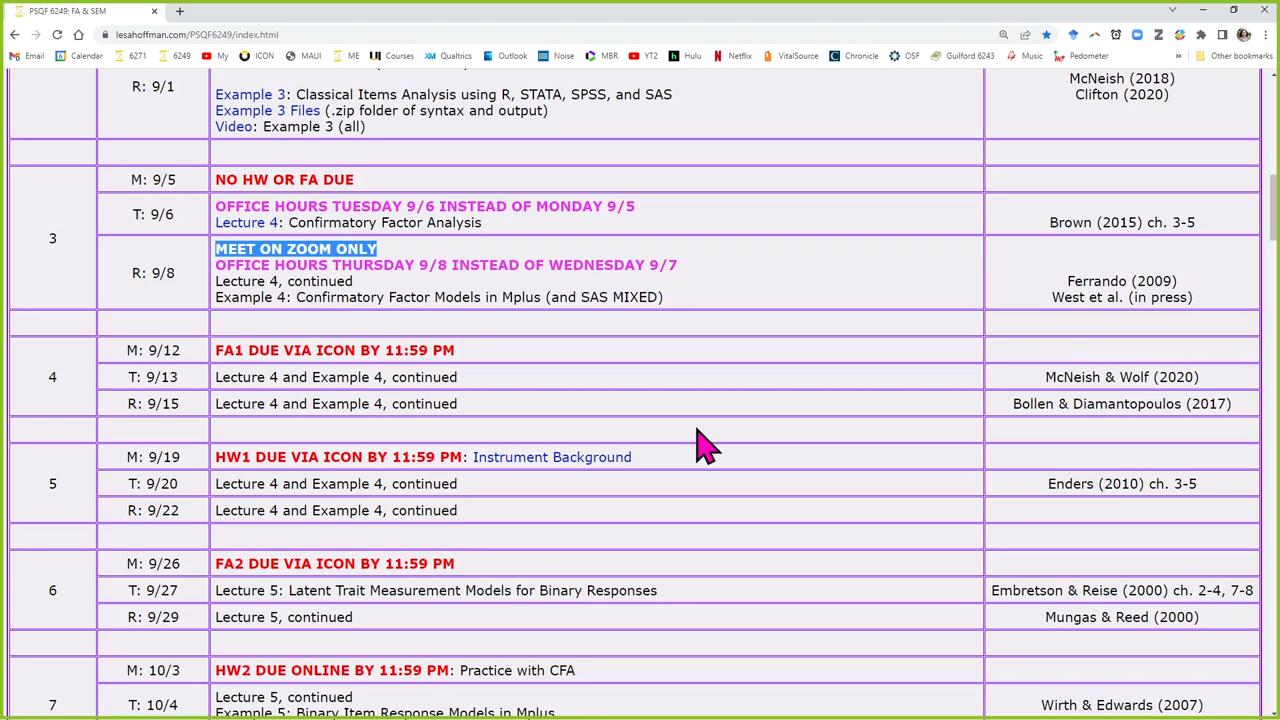 PSQF 6249: FA & SEM
lesahoffman.com/PSQF6249/index.html
Email Calendar 6271 6249 My ICON MAUI ME Courses Qualtrics Outlook Noise MBR YT2 Hulu Netflix VitalSource Chronicle OSF Guilford 6243 Music Pedometer » Other bookmarks
McNeish (2018)
R: 9/1
Example 3: Classical Items Analysis using R, STATA, SPSS, and SAS
Clifton (2020)
Example 3 Files (.zip folder of syntax and output)
Video: Example 3 (all)
3
M: 9/5
NO HW OR FA DUE
T: 9/6
OFFICE HOURS TUESDAY 9/6 INSTEAD OF MONDAY 9/5
Lecture 4: Confirmatory Factor Analysis
Brown (2015) ch. 3-5
R: 9/8
MEET ON ZOOM ONLY
OFFICE HOURS THURSDAY 9/8 INSTEAD OF WEDNESDAY 9/7
Lecture 4, continued
Example 4: Confirmatory Factor Models in Mplus (and SAS MIXED)
Ferrando (2009)
West et al. (in press)
4
M: 9/12
FA1 DUE VIA ICON BY 11:59 PM
T: 9/13
Lecture 4 and Example 4, continued
McNeish & Wolf (2020)
R: 9/15
Lecture 4 and Example 4, continued
Bollen & Diamantopoulos (2017)
5
M: 9/19
HW1 DUE VIA ICON BY 11:59 PM: Instrument Background
T: 9/20
Lecture 4 and Example 4, continued
Enders (2010) ch. 3-5
R: 9/22
Lecture 4 and Example 4, continued
6
M: 9/26
FA2 DUE VIA ICON BY 11:59 PM
T: 9/27
Lecture 5: Latent Trait Measurement Models for Binary Responses
Embretson & Reise (2000) ch. 2-4, 7-8
R: 9/29
Lecture 5, continued
Mungas & Reed (2000)
7
M: 10/3
HW2 DUE ONLINE BY 11:59 PM: Practice with CFA
T: 10/4
Lecture 5, continued
Example 5: Binary Item Response Models in Mplus
Wirth & Edwards (2007)